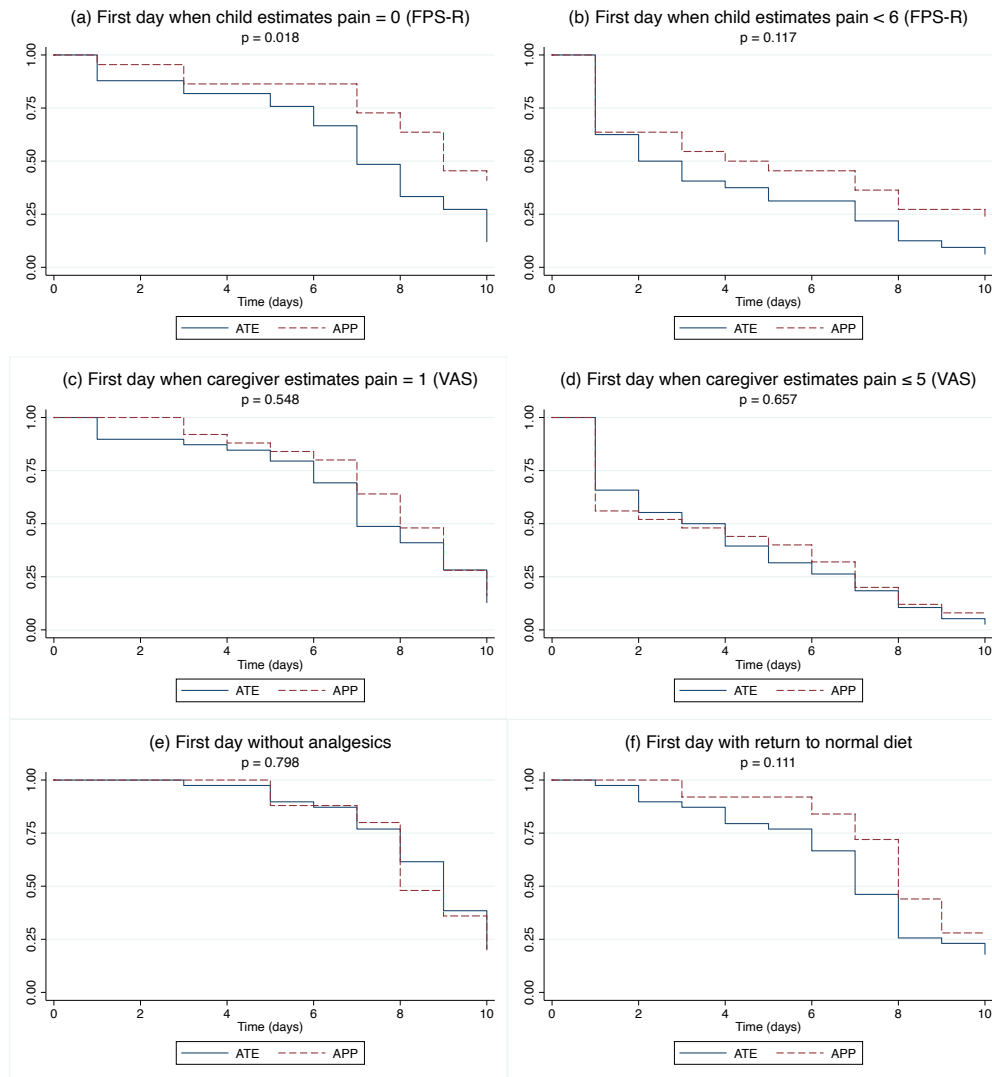 (a) First day when child estimates pain = 0 (FPS-R)
p = 0.018
1.00
0.75
0.50
0.25
0.00
0 2 4 6 8 10
Time (days)
ATE APP
(b) First day when child estimates pain < 6 (FPS-R)
p = 0.117
1.00
0.75
0.50
0.25
0.00
0 2 4 6 8 10
Time (days)
ATE APP
(c) First day when caregiver estimates pain = 1 (VAS)
p = 0.548
1.00
0.75
0.50
0.25
0.00
0 2 4 6 8 10
Time (days)
ATE APP
(d) First day when caregiver estimates pain ≤ 5 (VAS)
p = 0.657
1.00
0.75
0.50
0.25
0.00
0 2 4 6 8 10
Time (days)
ATE APP
(e) First day without analgesics
p = 0.798
1.00
0.75
0.50
0.25
0.00
0 2 4 6 8 10
Time (days)
ATE APP
(f) First day with return to normal diet
p = 0.111
1.00
0.75
0.50
0.25
0.00
0 2 4 6 8 10
Time (days)
ATE APP